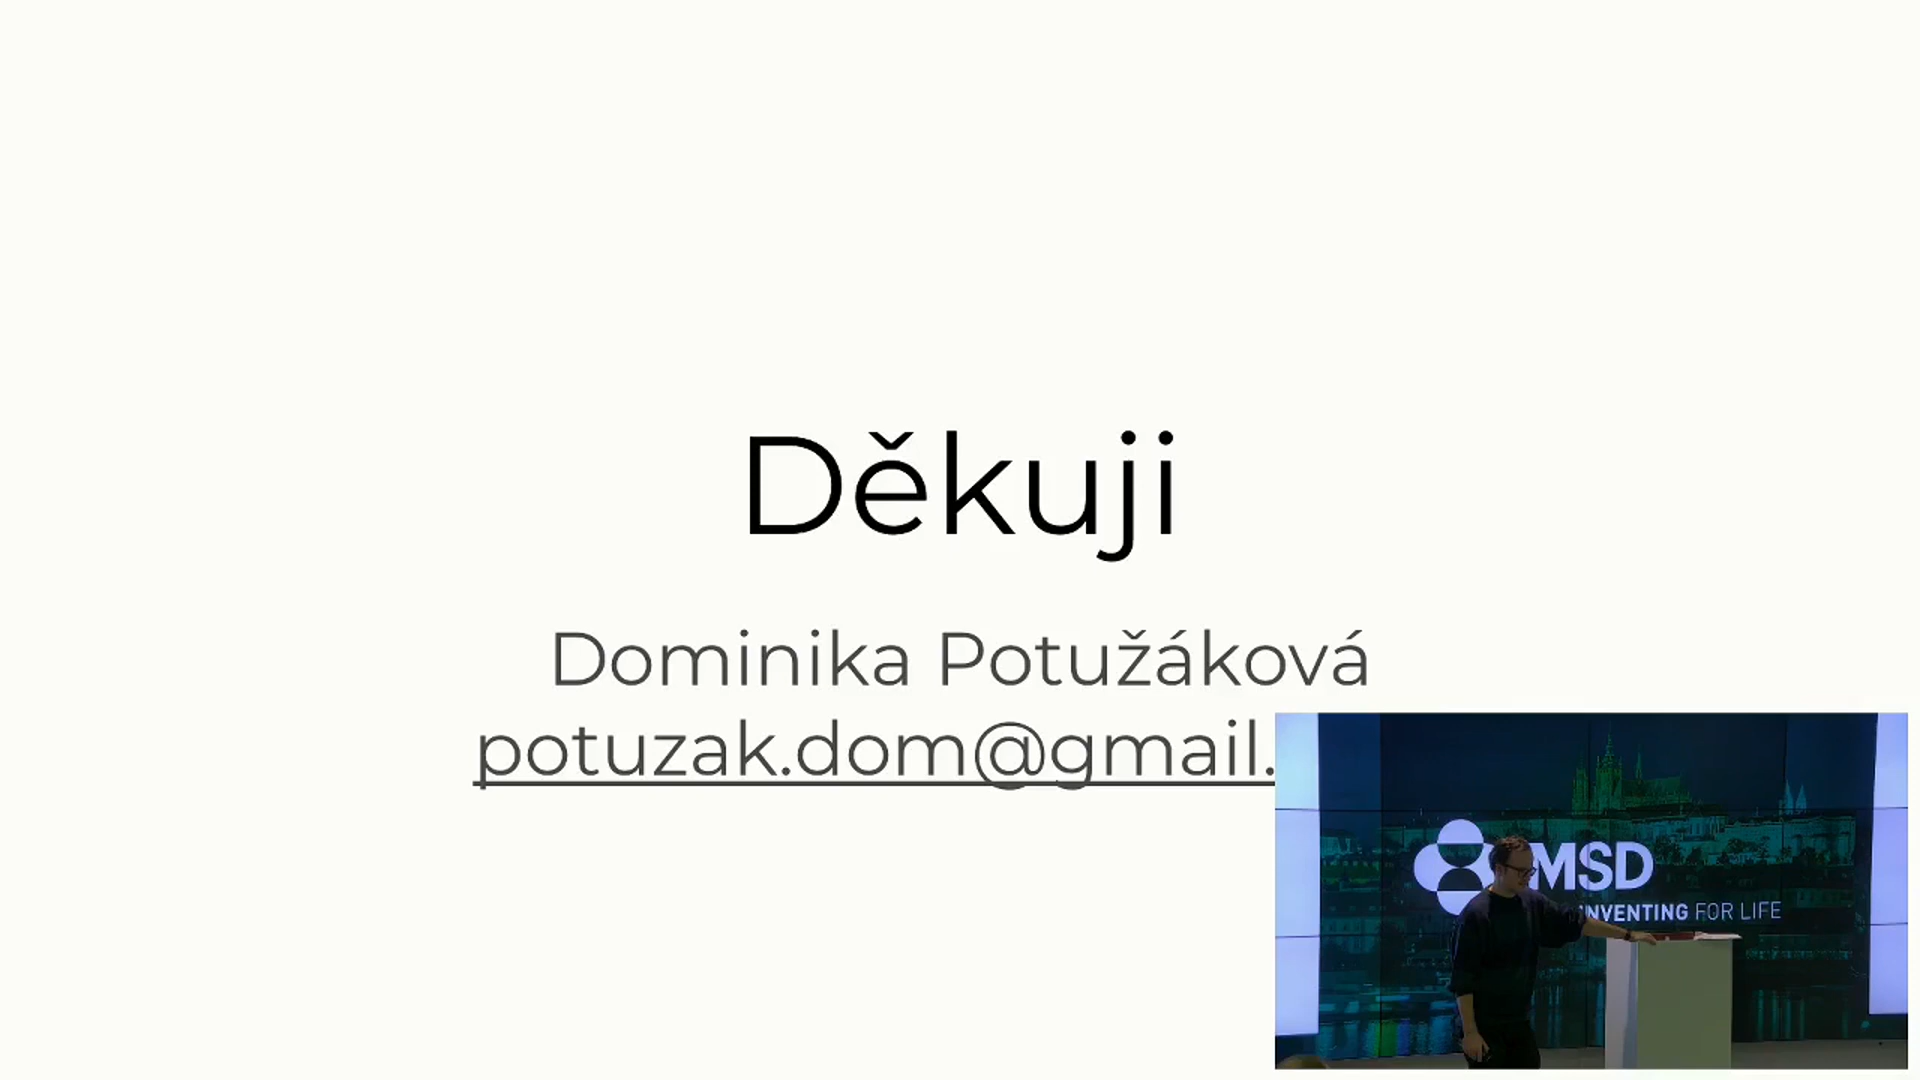 Děkuji
Dominika Potužáková
potuzak.dom@gmail.
MSD
INVENTING FOR LIFE